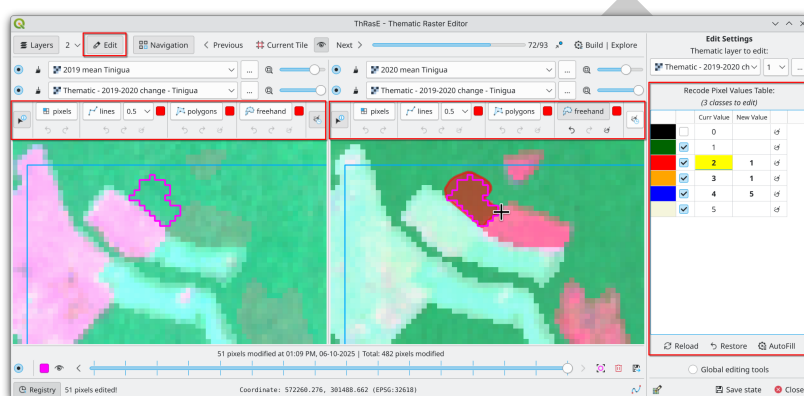 ThRasE - Thematic Raster Editor
Layers 2 Edit Navigation Previous Current Tile Next 72/93 Build | Explore
Edit Settings
Thematic layer to edit:
Thematic - 2019-2020 ch 1 ...
2019 mean Tinigua ... 2020 mean Tinigua ...
Thematic - 2019-2020 change - Tinigua ... Thematic - 2019-2020 change - Tinigua ...
pixels lines 0.5 polygons freehand pixels lines 0.5 polygons freehand
Recode Pixel Values Table:
(3 classes to edit)
Curr Value New Value
0
1
2 1
3 1
4 5
5
Reload Restore AutoFill
51 pixels modified at 01:09 PM, 06-10-2025 | Total: 482 pixels modified
Global editing tools
Registry 51 pixels edited! Coordinate: 572260.276, 301488.662 (EPSG:32618) Save state Close